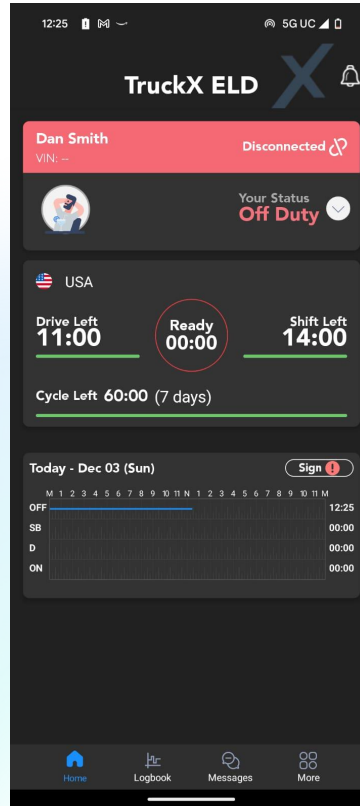 12:25 5G UC
TruckX ELD
X
Dan Smith
VIN: --
Disconnected
Your Status
Off Duty
USA
Drive Left
11:00
Ready
00:00
Shift Left
14:00
Cycle Left 60:00 (7 days)
Today - Dec 03 (Sun)
Sign !
M 1 2 3 4 5 6 7 8 9 10 11 N 1 2 3 4 5 6 7 8 9 10 11 M
OFF 12:25
SB 00:00
D 00:00
ON 00:00
Home Logbook Messages More